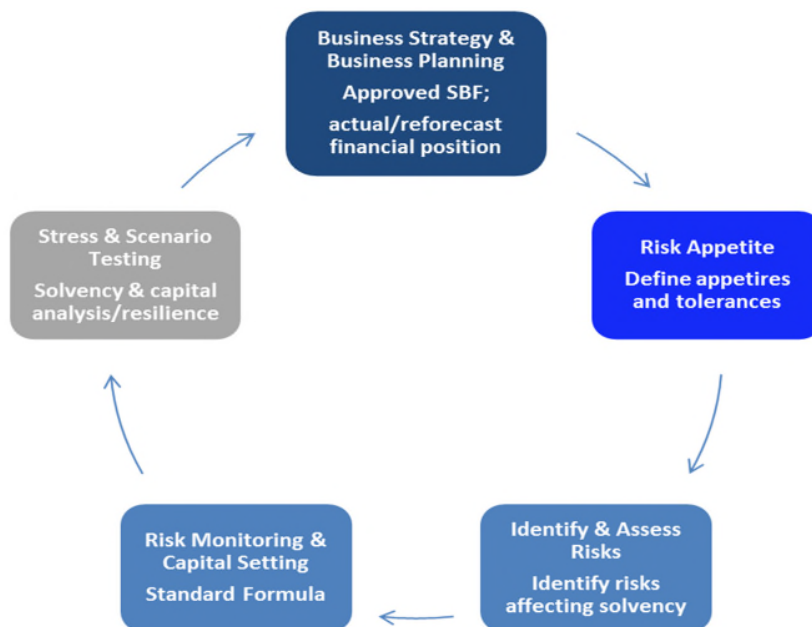 Business Strategy &
Business Planning
Approved SBF;
actual/reforecast
financial position
Risk Appetite
Define appetires
and tolerances
Identify & Assess
Risks
Identify risks
affecting solvency
Risk Monitoring &
Capital Setting
Standard Formula
Stress & Scenario
Testing
Solvency & capital
analysis/resilience